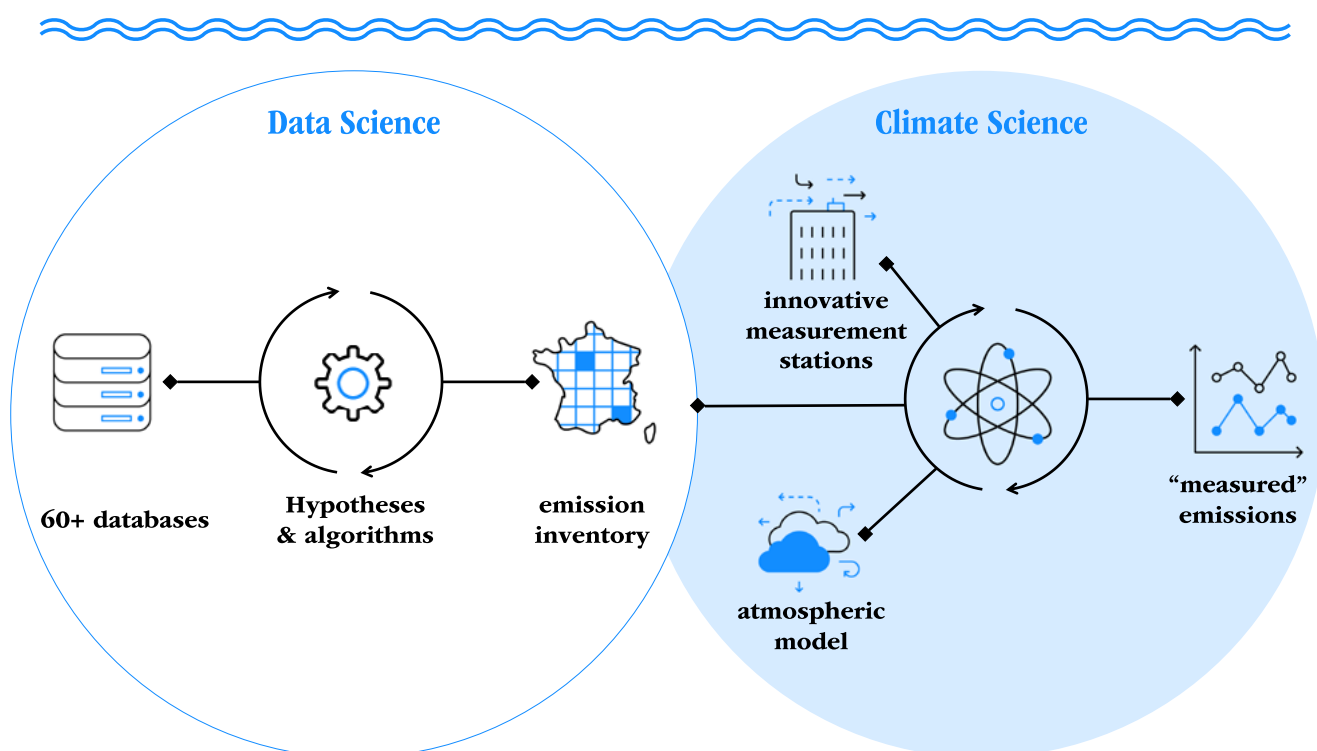 Data Science
Climate Science
innovative
measurement
stations
60+ databases
Hypotheses
& algorithms
emission
inventory
“measured”
emissions
atmospheric
model